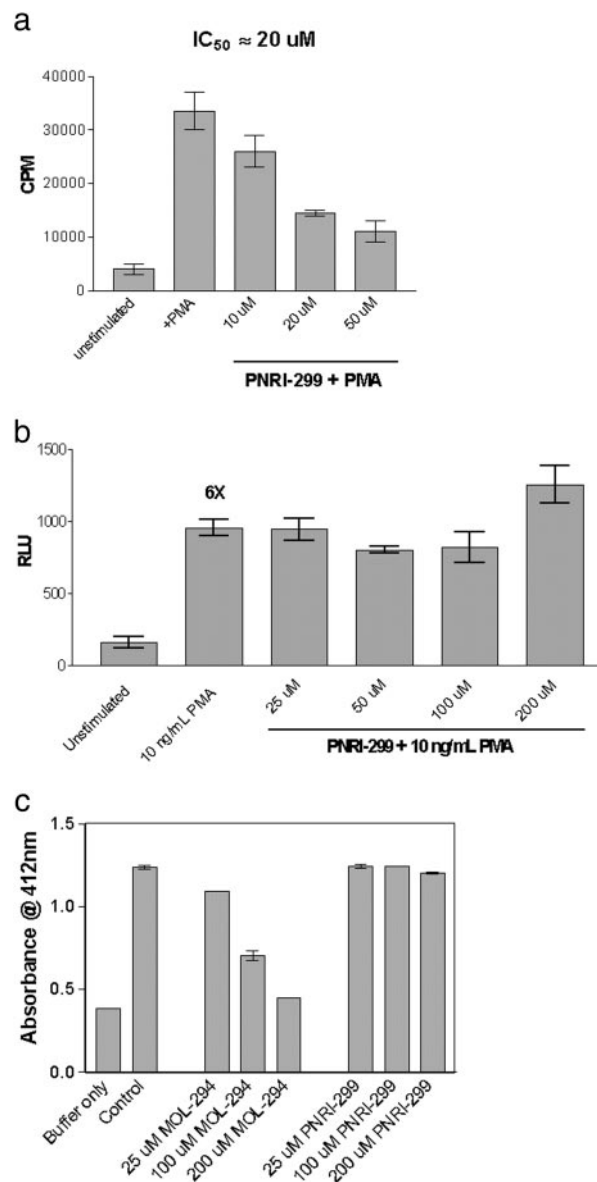 a
IC50 ≈ 20 uM
40000
30000
20000
10000
0
CPM
unstimulated
+PMA
10 uM
20 uM
50 uM
PNRI-299 + PMA
b
1500
1000
500
0
RLU
6X
Unstimulated
10 ng/mL PMA
25 uM
50 uM
100 uM
200 uM
PNRI-299 + 10 ng/mL PMA
c
1.5
1.0
0.5
0.0
Absorbance @ 412nm
Buffer only
Control
25 uM MOL-294
100 uM MOL-294
200 uM MOL-294
25 uM PNRI-299
100 uM PNRI-299
200 uM PNRI-299